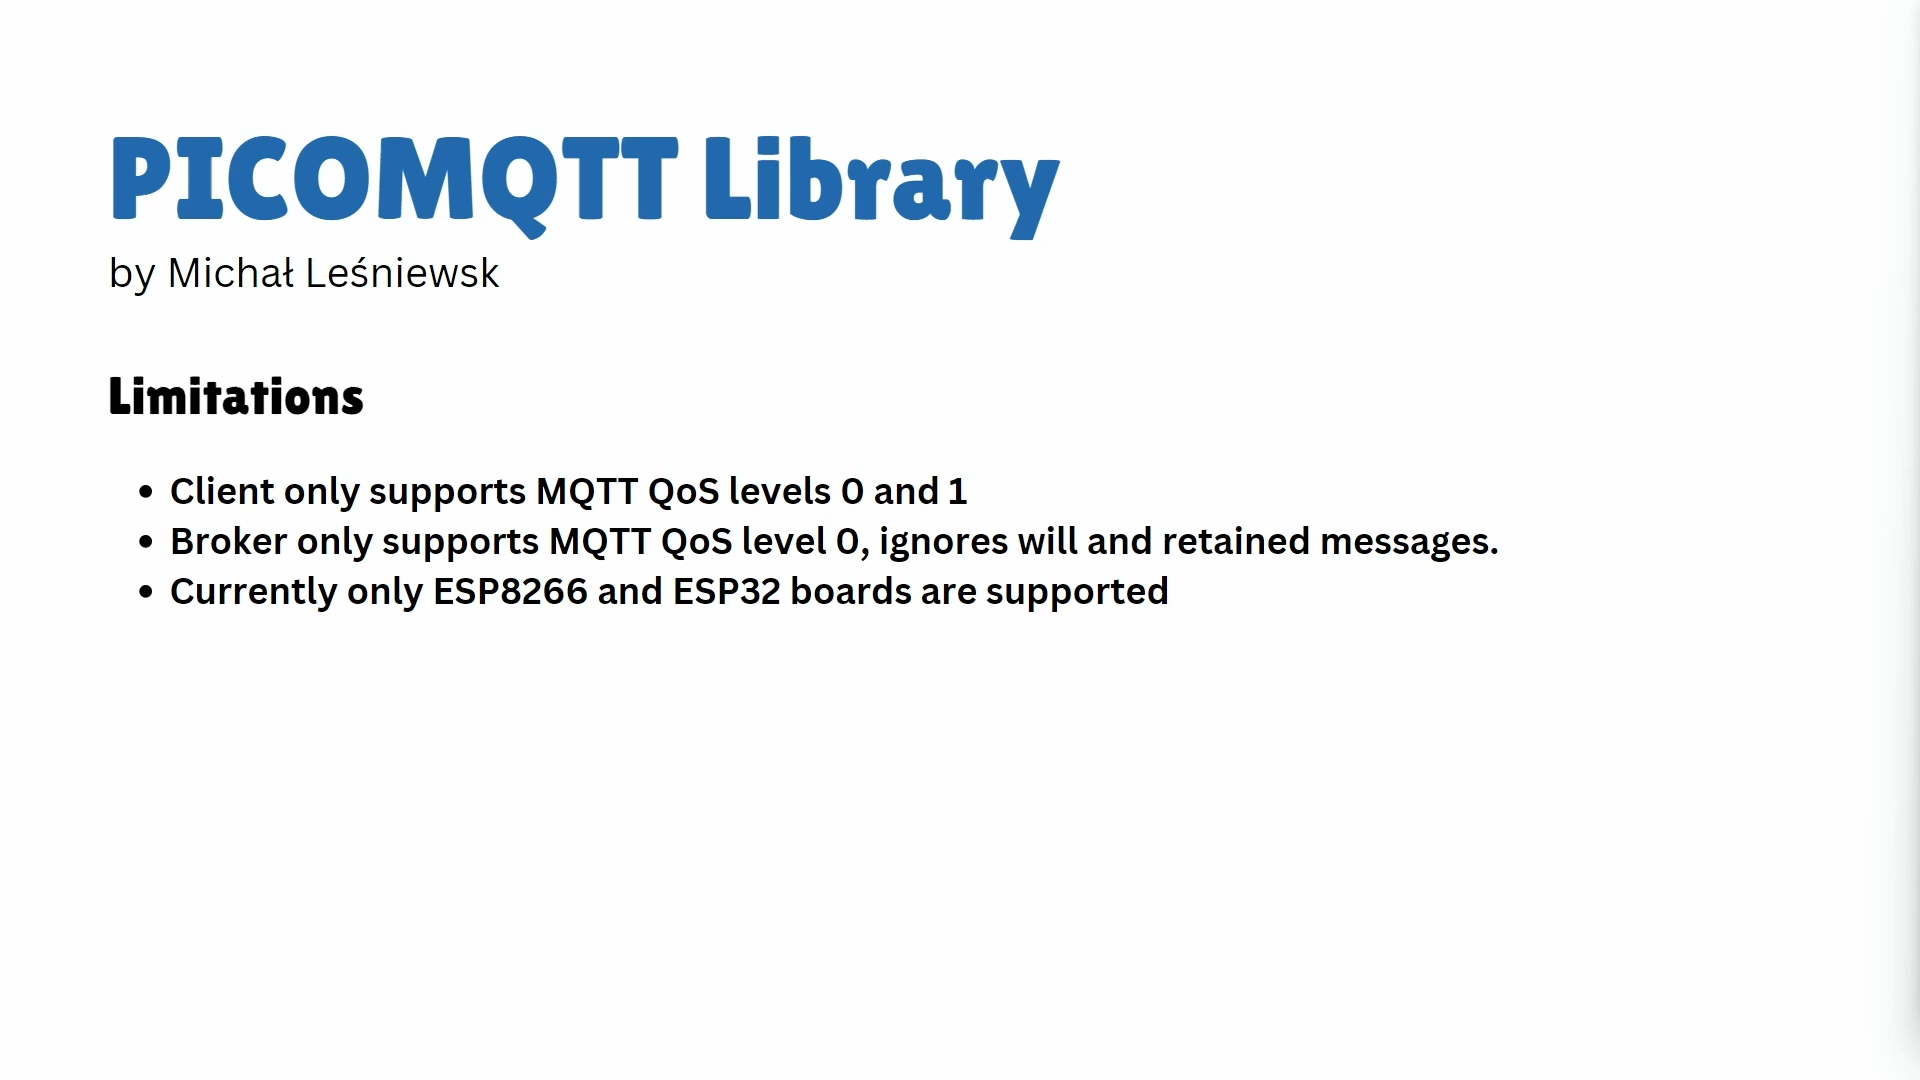 PICOMQTT Library
by Michał Leśniewsk
Limitations
• Client only supports MQTT QoS levels 0 and 1
• Broker only supports MQTT QoS level 0, ignores will and retained messages.
• Currently only ESP8266 and ESP32 boards are supported